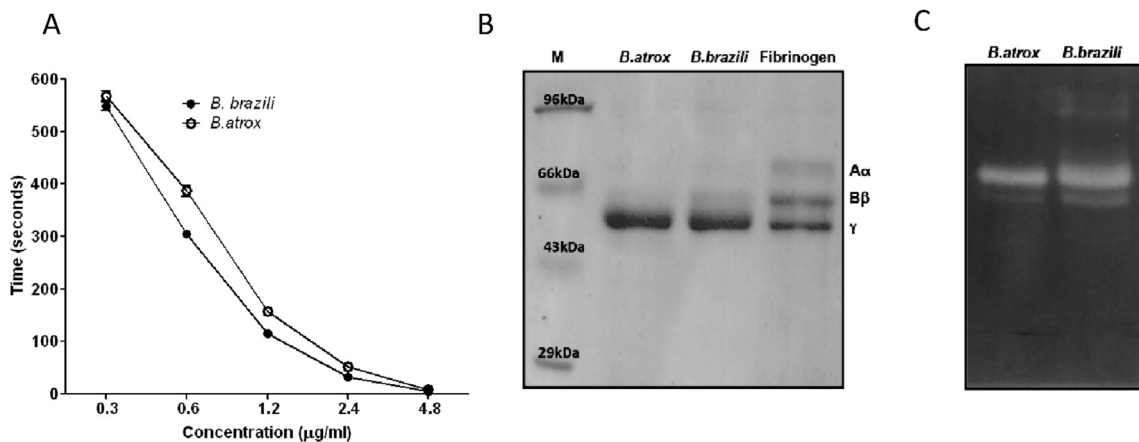 A
600
500
400
300
200
100
0
Time (seconds)
B. brazili
B.atrox
0.3 0.6 1.2 2.4 4.8
Concentration (µg/ml)
B
M B.atrox B.brazili Fibrinogen
96kDa
66kDa
43kDa
29kDa
Aα
Bβ
γ
C
B.atrox B.brazili